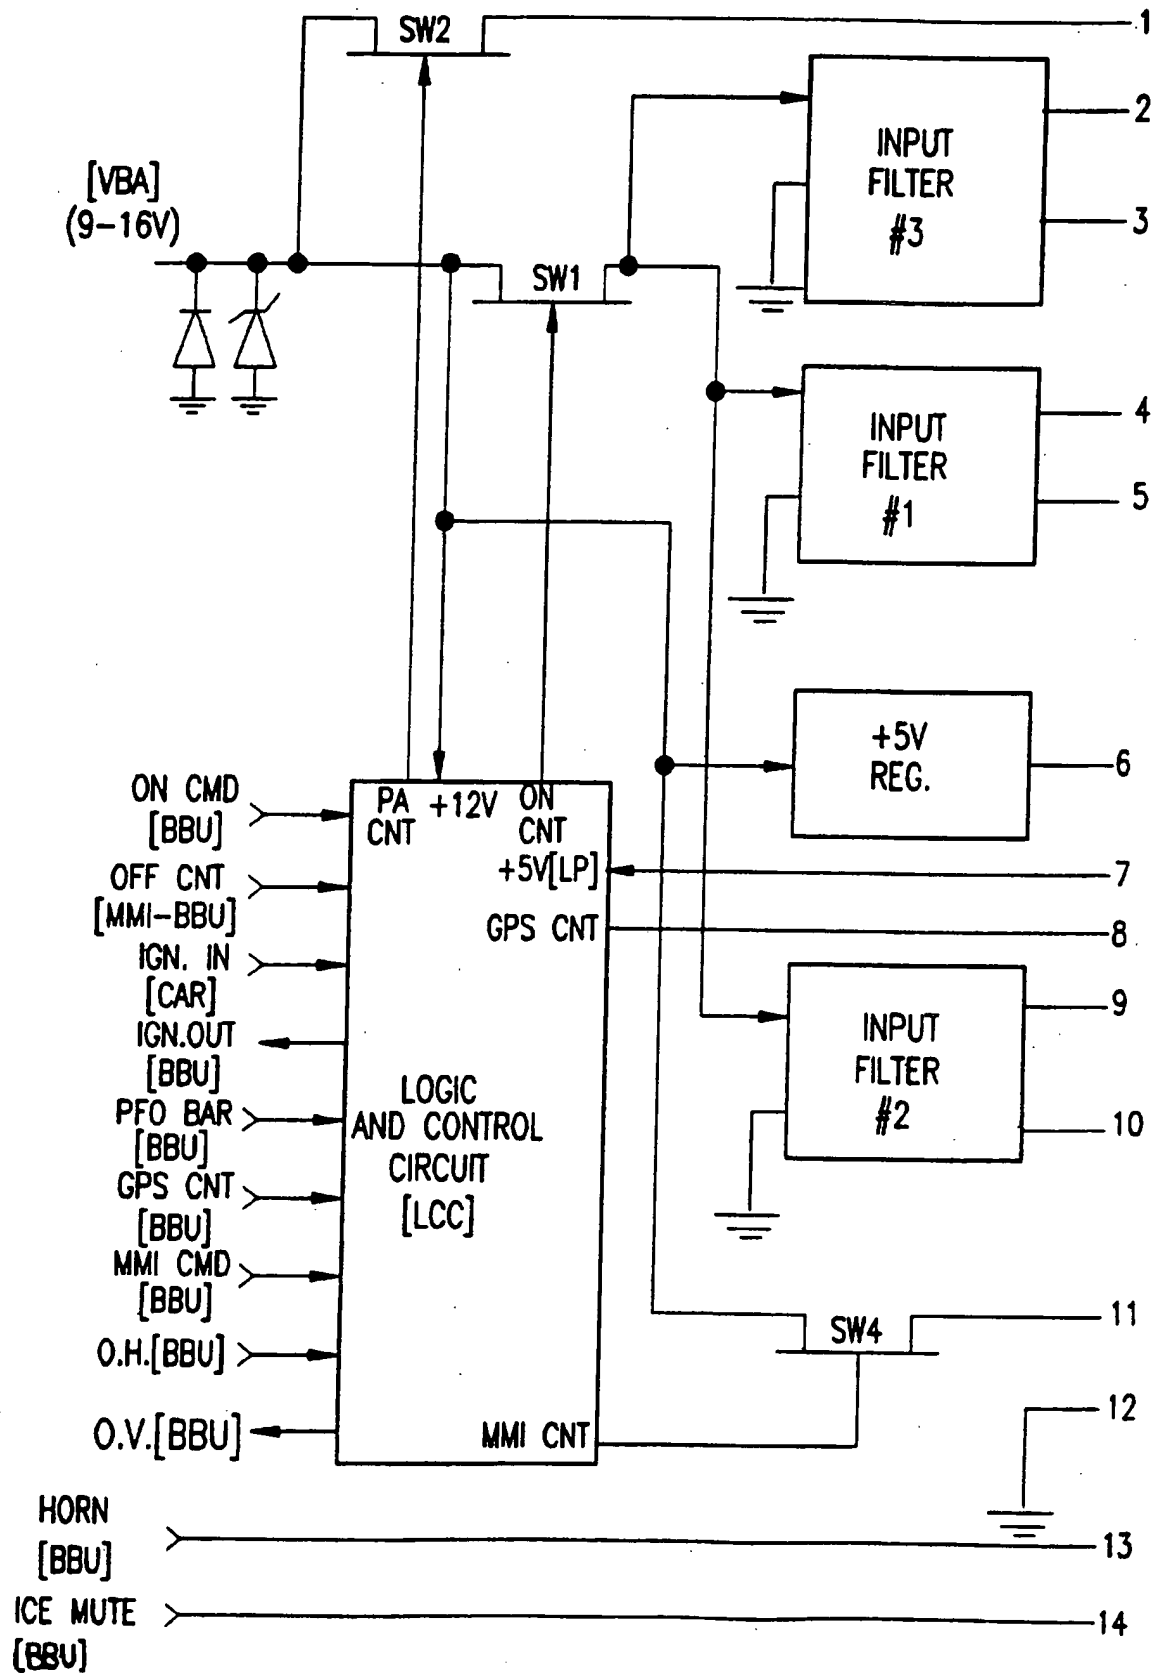 SW2
1
INPUT
FILTER
#3
2
3
[VBA]
(9-16V)
SW1
INPUT
FILTER
#1
4
5
+5V
REG.
6
ON CMD
[BBU]
PA
CNT
+12V
ON
CNT
+5V[LP]
7
OFF CNT
[MMI-BBU]
GPS CNT
8
IGN. IN
[CAR]
INPUT
FILTER
#2
9
10
IGN.OUT
[BBU]
LOGIC
AND CONTROL
CIRCUIT
[LCC]
PFO BAR
[BBU]
GPS CNT
[BBU]
MMI CMD
[BBU]
SW4
11
O.H.[BBU]
12
O.V.[BBU]
MMI CNT
HORN
[BBU]
13
ICE MUTE
[BBU]
14